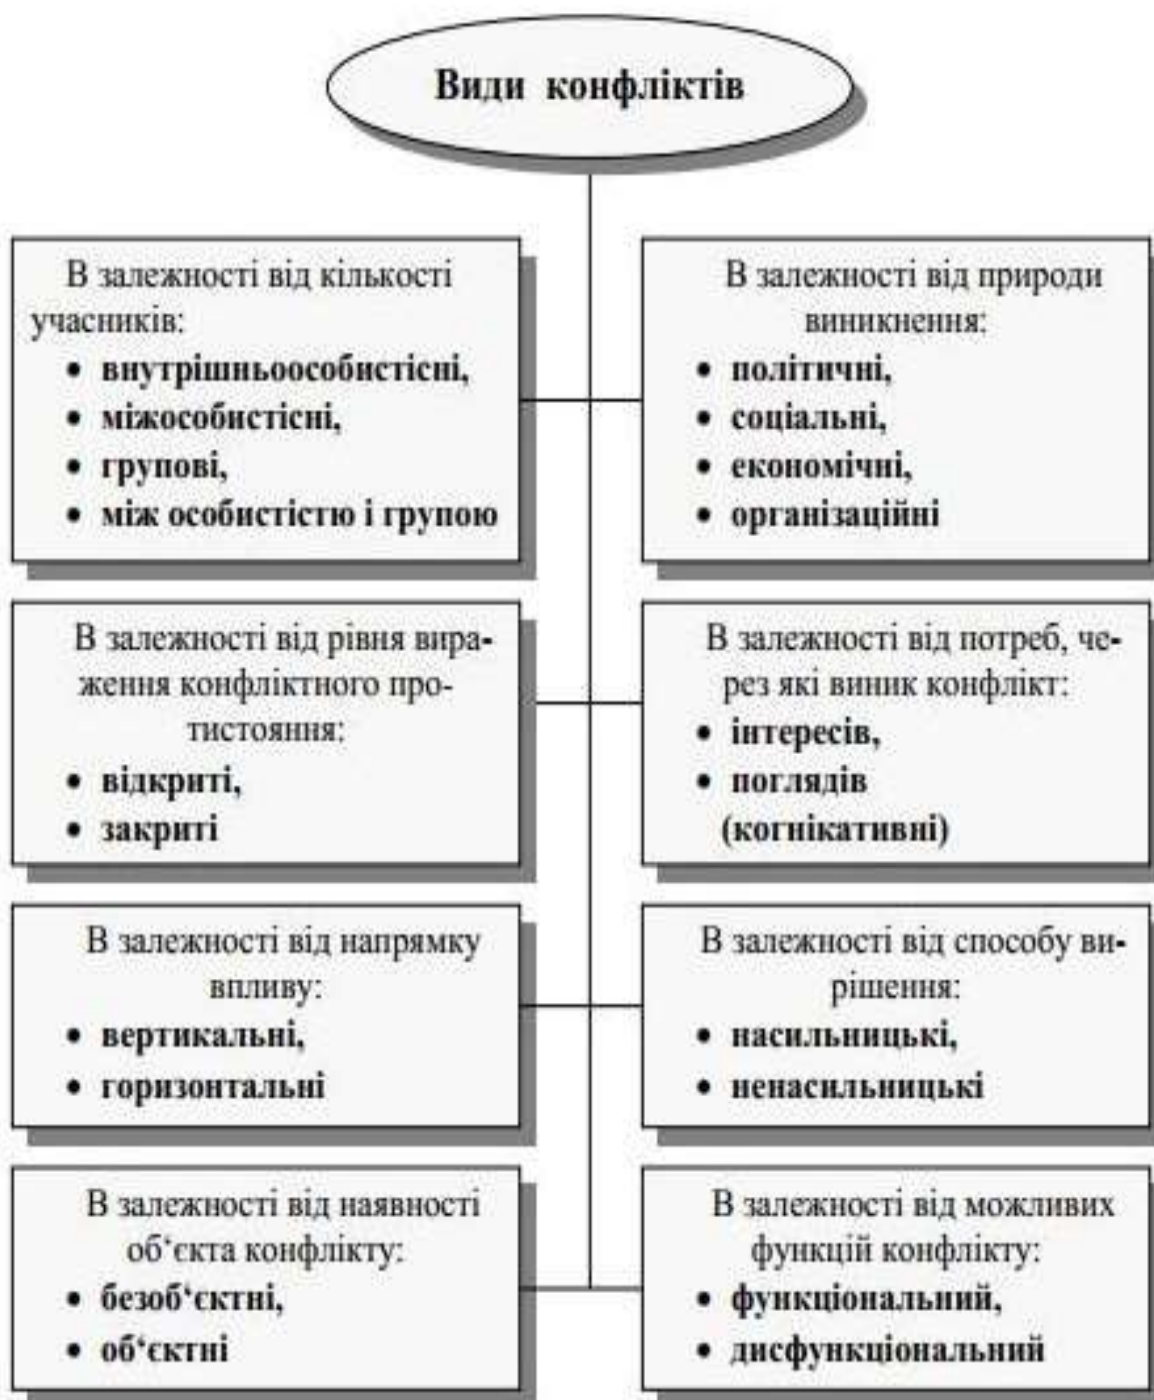 Види конфліктів
В залежності від кількості
учасників:
• внутрішньоособистісні,
• міжособистісні,
• групові,
• між особистістю і групою
В залежності від природи
виникнення:
• політичні,
• соціальні,
• економічні,
• організаційні
В залежності від рівня вира-
ження конфліктного про-
тистояння:
• відкриті,
• закриті
В залежності від потреб, че-
рез які виник конфлікт:
• інтересів,
• поглядів
(когнікативні)
В залежності від напрямку
впливу:
• вертикальні,
• горизонтальні
В залежності від способу ви-
рішення:
• насильницькі,
• ненасильницькі
В залежності від наявності
об‘єкта конфлікту:
• безоб‘єктні,
• об‘єктні
В залежності від можливих
функцій конфлікту:
• функціональний,
• дисфункціональний